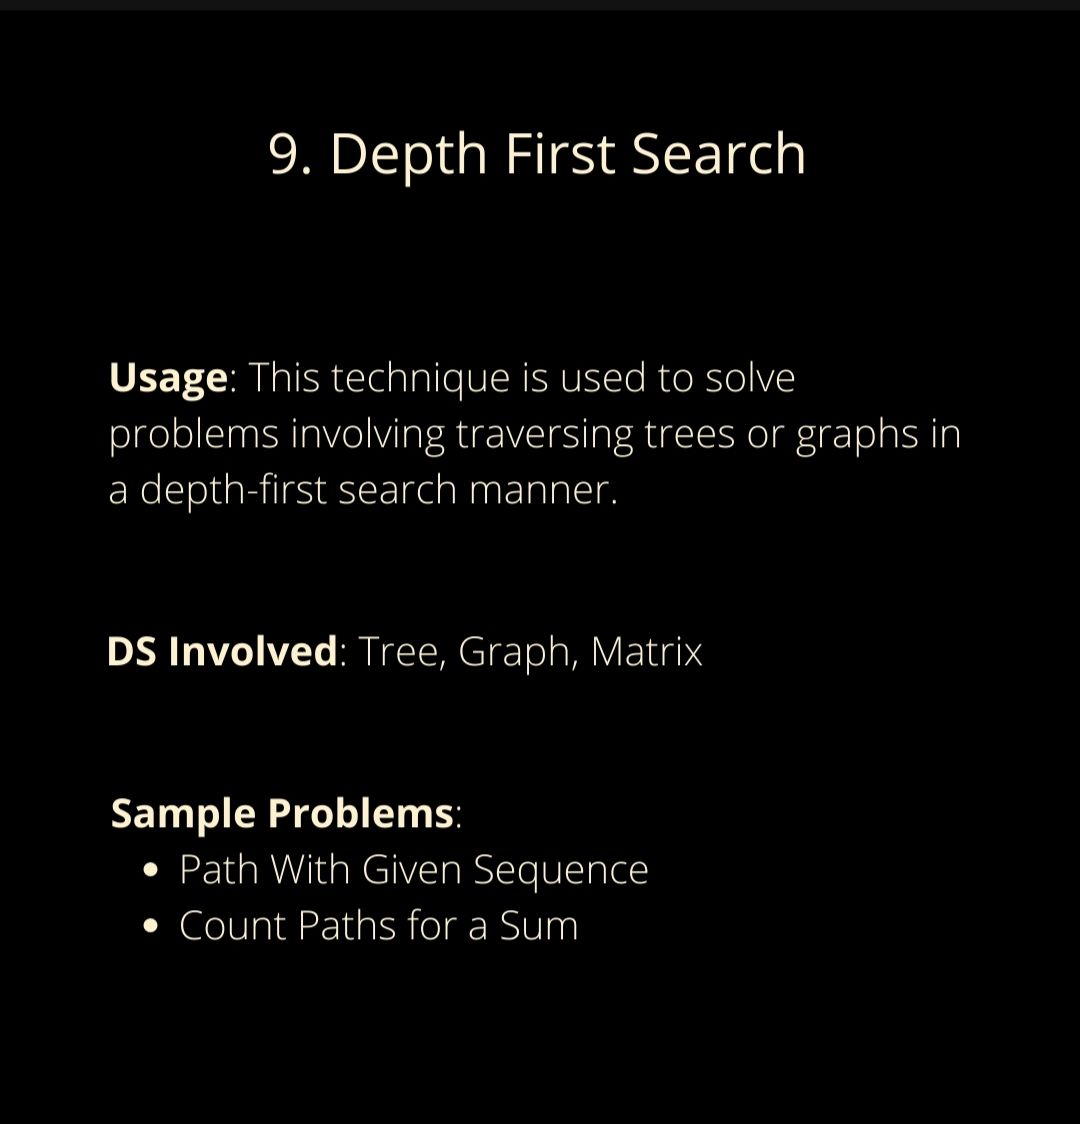 9. Depth First Search
Usage: This technique is used to solve
problems involving traversing trees or graphs in
a depth-first search manner.
DS Involved: Tree, Graph, Matrix
Sample Problems:
• Path With Given Sequence
• Count Paths for a Sum